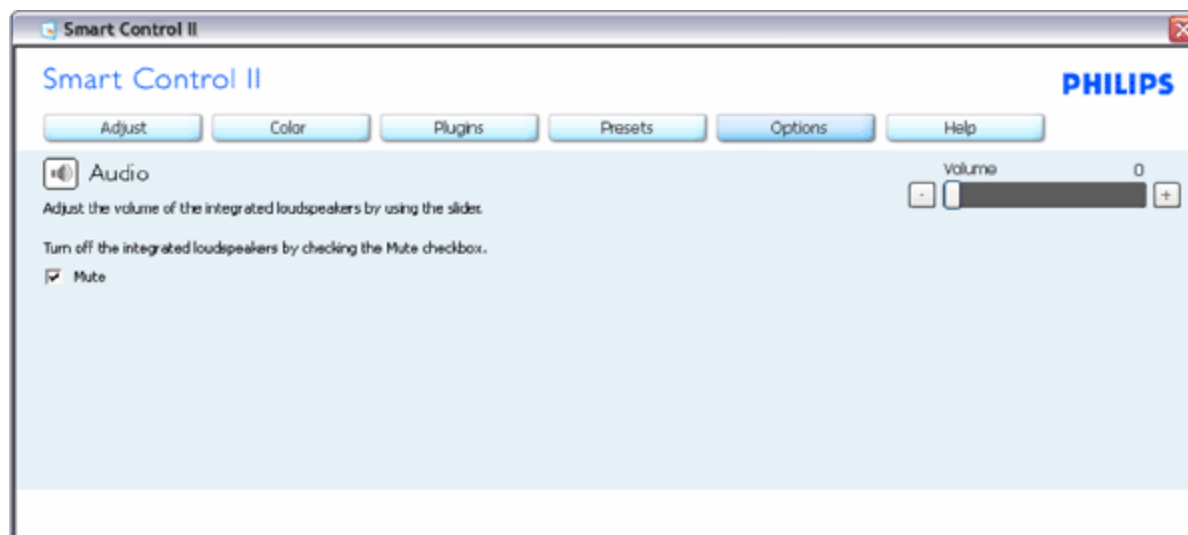 Smart Control II
Smart Control II
PHILIPS
Adjust Color Plugins Presets Options Help
Audio
Volume 0
- +
Adjust the volume of the integrated loudspeakers by using the slider.
Turn off the integrated loudspeakers by checking the Mute checkbox.
Mute